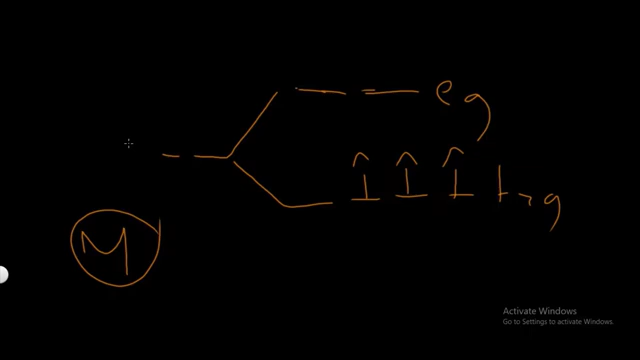 eg
t2g
M
Activate Windows
Go to Settings to activate Windows.